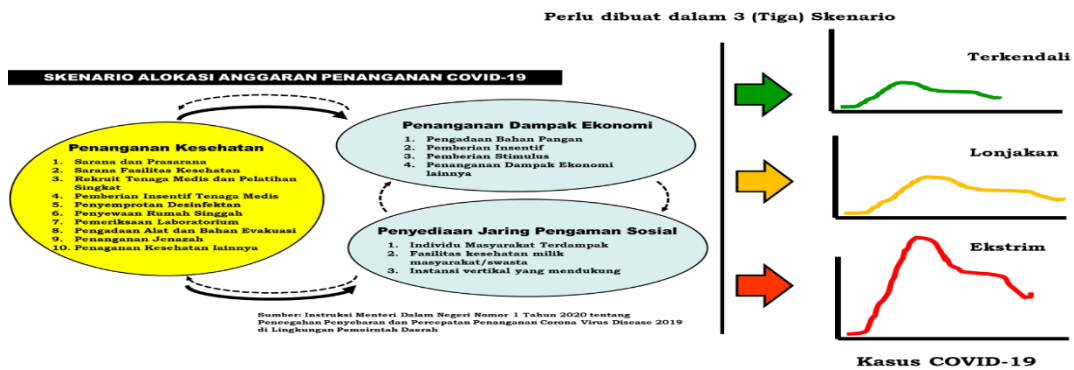 Perlu dibuat dalam 3 (Tiga) Skenario
SKENARIO ALOKASI ANGGARAN PENANGANAN COVID-19
Penanganan Kesehatan
1. Sarana dan Prasarana
2. Sarana Fasilitas Kesehatan
3. Rekruit Tenaga Medis dan Pelatihan
Singkat
4. Pemberian Insentif Tenaga Medis
5. Penyemprotan Desinfektan
6. Penyewaan Rumah Singgah
7. Pemeriksaan Laboratorium
8. Pengadaan Alat dan Bahan Evakuasi
9. Penanganan Jenazah
10. Penaganan Kesehatan lainnya
Penanganan Dampak Ekonomi
1. Pengadaan Bahan Pangan
2. Pemberian Insentif
3. Pemberian Stimulus
4. Penanganan Dampak Ekonomi
lainnya
Penyediaan Jaring Pengaman Sosial
1. Individu Masyarakat Terdampak
2. Fasilitas kesehatan milik
masyarakat/swasta
3. Instansi vertikal yang mendukung
Sumber: Instruksi Menteri Dalam Negeri Nomor 1 Tahun 2020 tentang
Pencegahan Penyebaran dan Percepatan Penanganan Corona Virus Disease 2019
di Lingkungan Pemeirntah Daerah
Terkendali
Lonjakan
Ekstrim
Kasus COVID-19